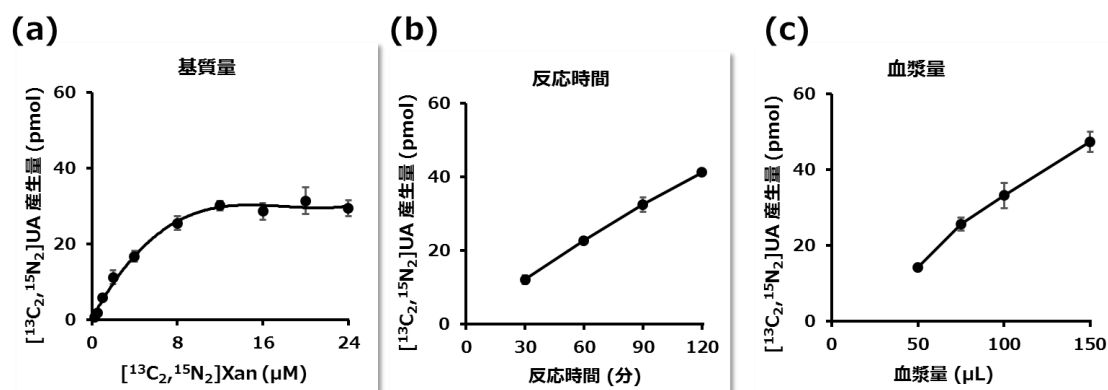 (a)
基質量
[¹³C₂,¹⁵N₂]UA 産生量 (pmol)
60
40
20
0
0 8 16 24
[¹³C₂,¹⁵N₂]Xan (μM)
(b)
反応時間
[¹³C₂,¹⁵N₂]UA 産生量 (pmol)
60
40
20
0
0 30 60 90 120
反応時間 (分)
(c)
血漿量
[¹³C₂,¹⁵N₂]UA 産生量 (pmol)
60
40
20
0
0 50 100 150
血漿量 (μL)